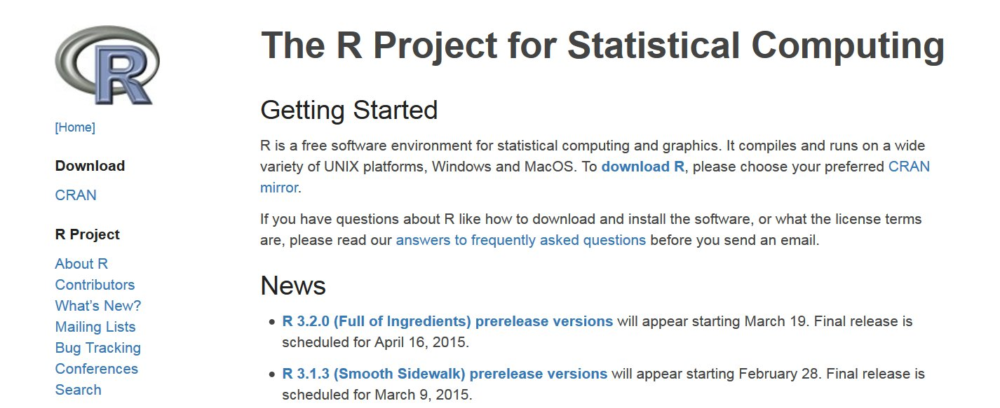 R
[Home]
Download
CRAN
R Project
About R
Contributors
What's New?
Mailing Lists
Bug Tracking
Conferences
Search
The R Project for Statistical Computing
Getting Started
R is a free software environment for statistical computing and graphics. It compiles and runs on a wide
variety of UNIX platforms, Windows and MacOS. To download R, please choose your preferred CRAN
mirror.
If you have questions about R like how to download and install the software, or what the license terms
are, please read our answers to frequently asked questions before you send an email.
News
• R 3.2.0 (Full of Ingredients) prerelease versions will appear starting March 19. Final release is
scheduled for April 16, 2015.
• R 3.1.3 (Smooth Sidewalk) prerelease versions will appear starting February 28. Final release is
scheduled for March 9, 2015.